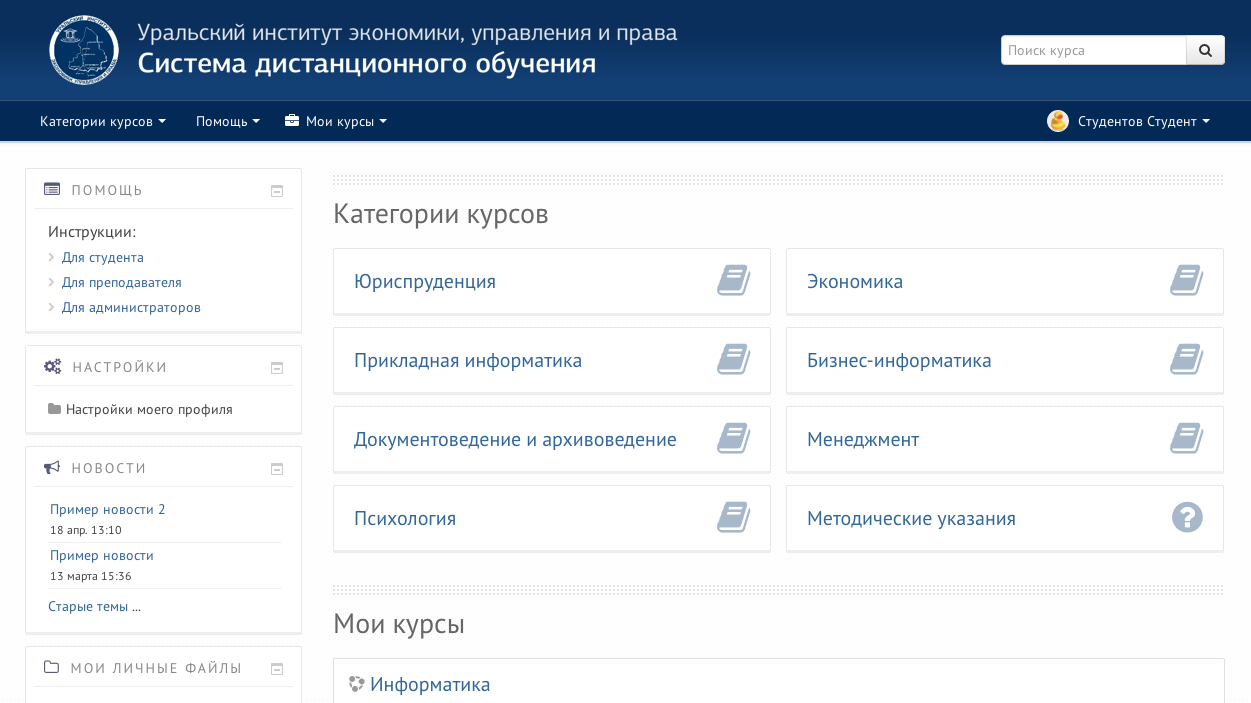 Уральский институт экономики, управления и права
Система дистанционного обучения
Поиск курса
Категории курсов
Помощь
Мои курсы
Студентов Студент
ПОМОЩЬ
Инструкции:
Для студента
Для преподавателя
Для администраторов
НАСТРОЙКИ
Настройки моего профиля
НОВОСТИ
Пример новости 2
18 апр. 13:10
Пример новости
13 марта 15:36
Старые темы ...
МОИ ЛИЧНЫЕ ФАЙЛЫ
Категории курсов
Юриспруденция
Экономика
Прикладная информатика
Бизнес-информатика
Документоведение и архивоведение
Менеджмент
Психология
Методические указания
Мои курсы
Информатика